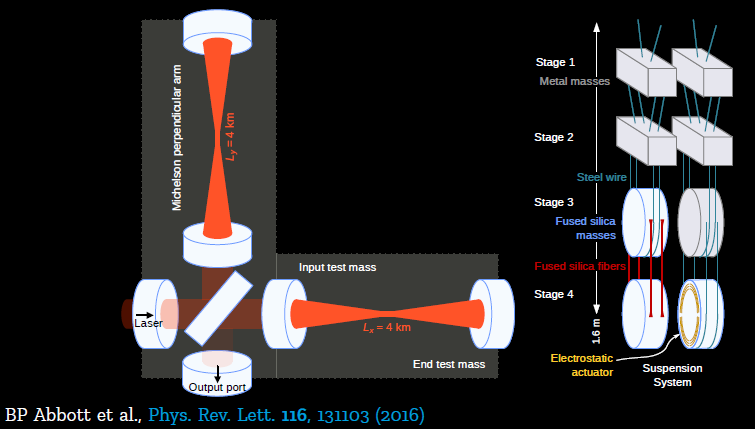 Michelson perpendicular arm
Ly = 4 km
Input test mass
Laser
Lx = 4 km
End test mass
Output port
Stage 1
Metal masses
Stage 2
Steel wire
Stage 3
Fused silica
masses
Fused silica fibers
Stage 4
1.6 m
Electrostatic
actuator
Suspension
System
BP Abbott et al., Phys. Rev. Lett. 116, 131103 (2016)